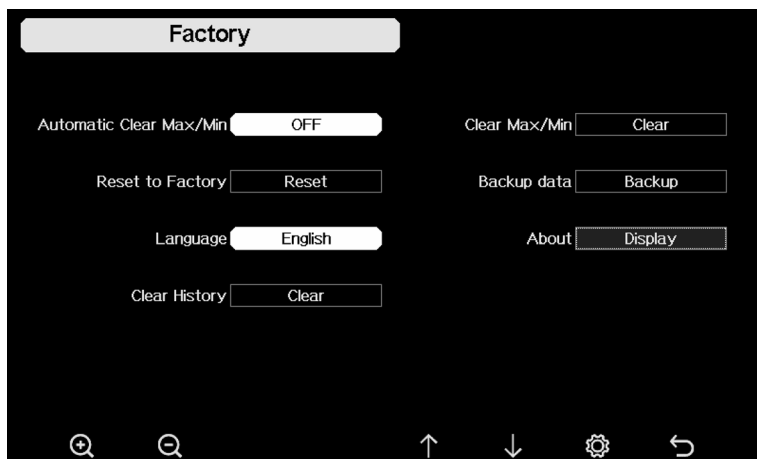 Factory
Automatic Clear Max/Min OFF Clear Max/Min Clear
Reset to Factory Reset Backup data Backup
Language English About Display
Clear History Clear